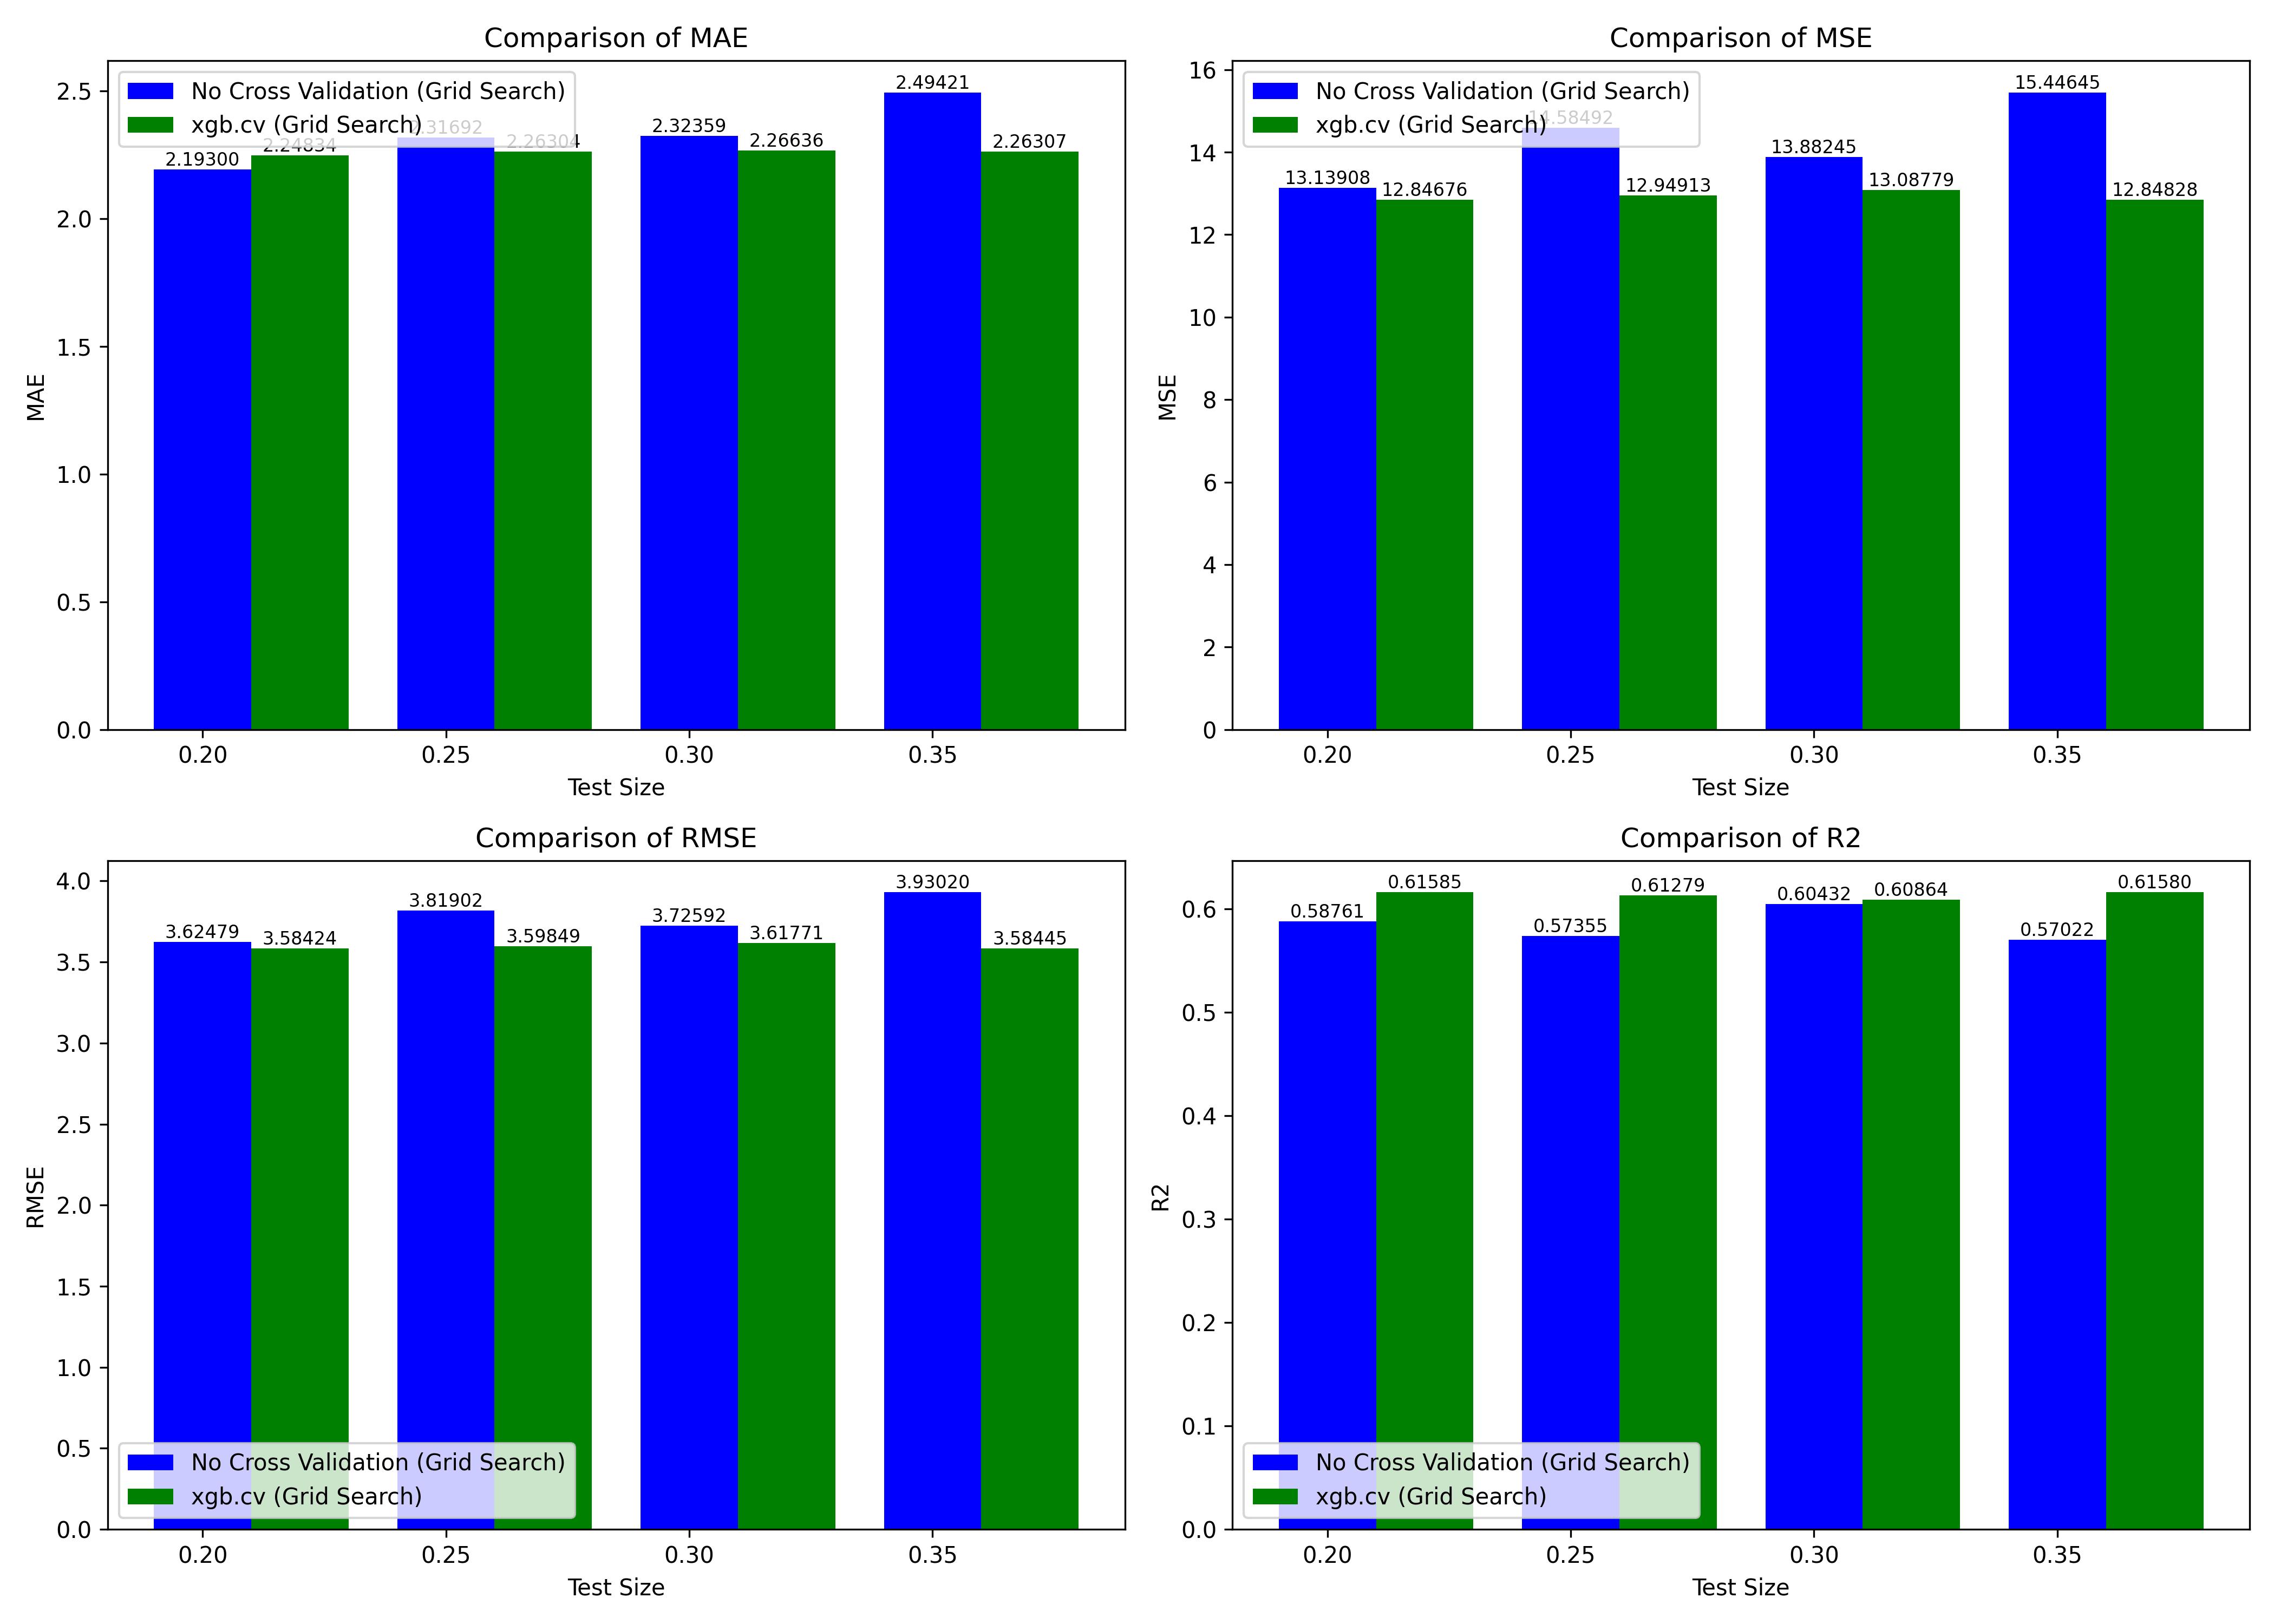 Comparison of MAE
No Cross Validation (Grid Search)
xgb.cv (Grid Search)
2.19300
2.24834
2.31692
2.26304
2.32359
2.26636
2.49421
2.26307
2.5
2.0
1.5
1.0
0.5
0.0
MAE
0.20 0.25 0.30 0.35
Test Size
Comparison of MSE
No Cross Validation (Grid Search)
xgb.cv (Grid Search)
13.13908
12.84676
14.58492
12.94913
13.88245
13.08779
15.44645
12.84828
16
14
12
10
8
6
4
2
0
MSE
0.20 0.25 0.30 0.35
Test Size
Comparison of RMSE
3.62479
3.58424
3.81902
3.59849
3.72592
3.61771
3.93020
3.58445
4.0
3.5
3.0
2.5
2.0
1.5
1.0
0.5
0.0
RMSE
No Cross Validation (Grid Search)
xgb.cv (Grid Search)
0.20 0.25 0.30 0.35
Test Size
Comparison of R2
0.58761
0.61585
0.57355
0.61279
0.60432
0.60864
0.57022
0.61580
0.6
0.5
0.4
0.3
0.2
0.1
0.0
R2
No Cross Validation (Grid Search)
xgb.cv (Grid Search)
0.20 0.25 0.30 0.35
Test Size